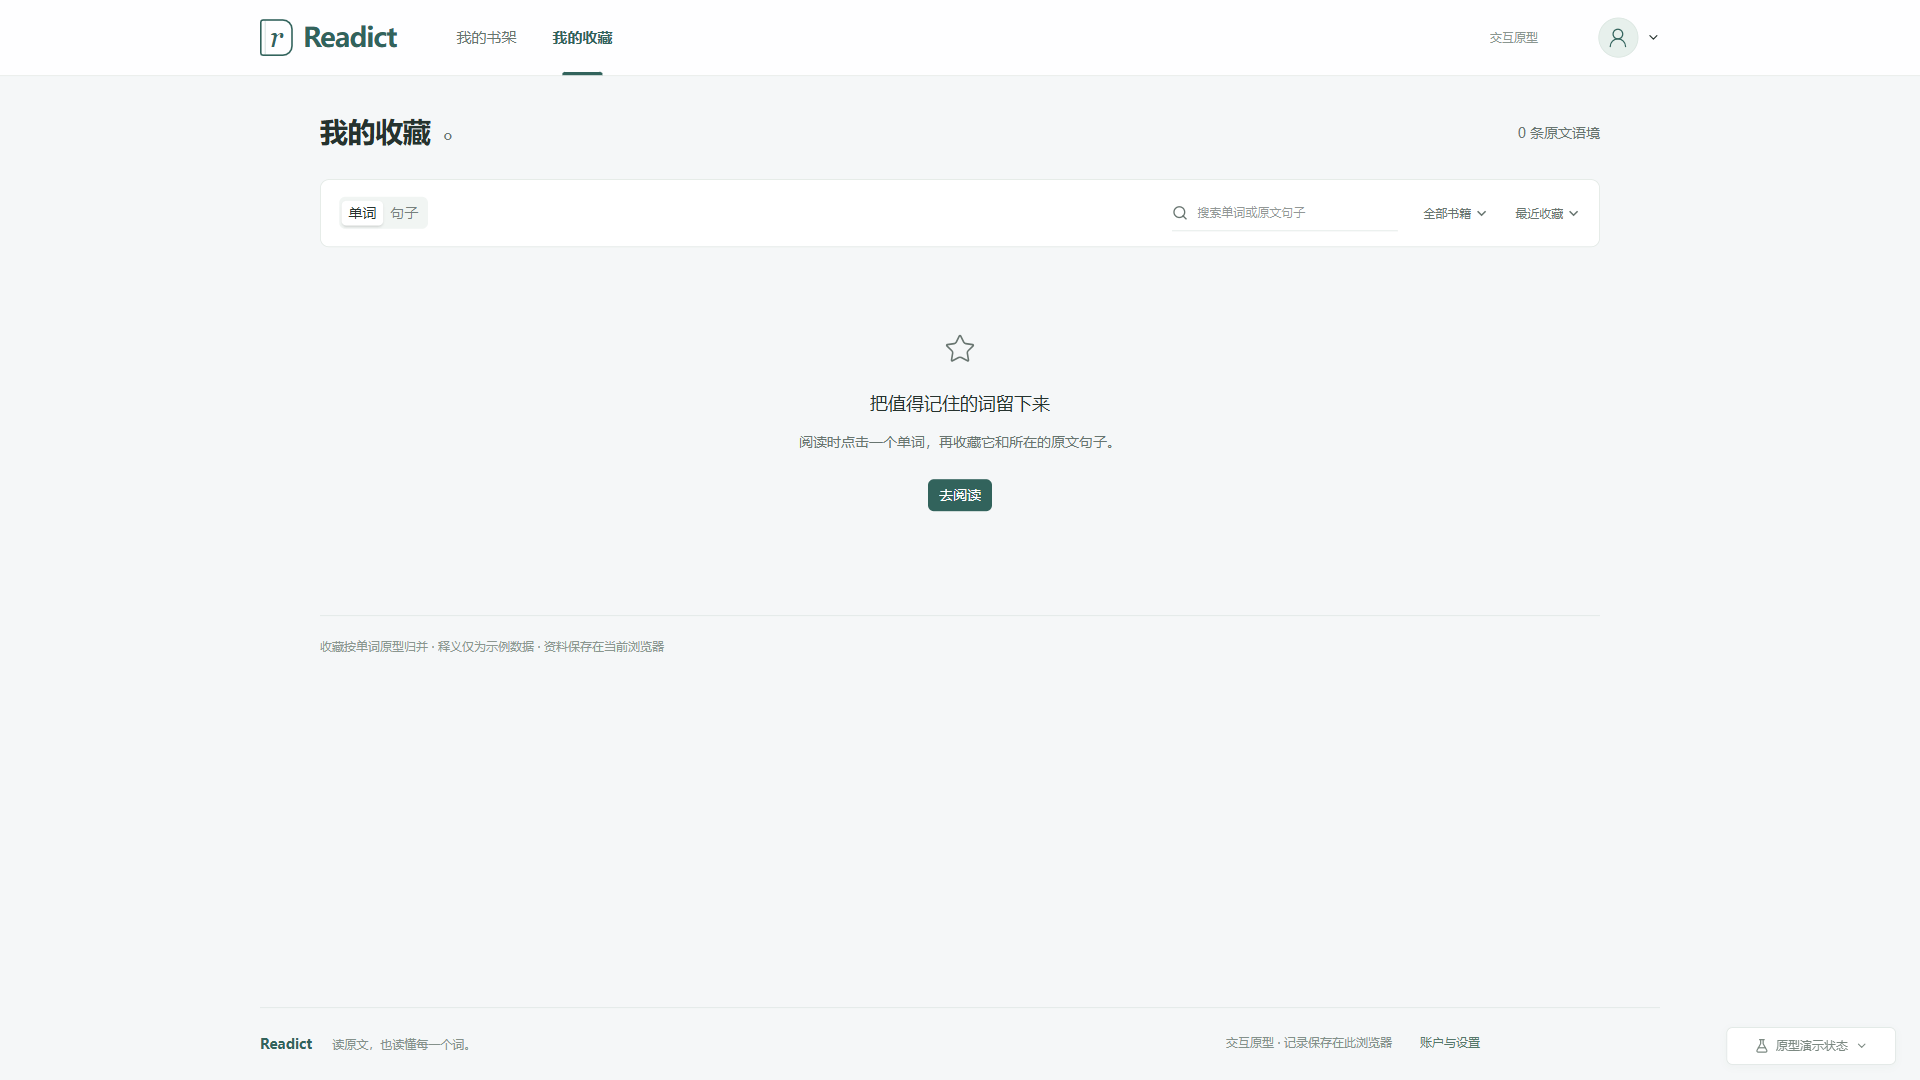 r Readict 我的书架 我的收藏 交互原型
我的收藏 0 0 条原文语境
单词 句子 搜索单词或原文句子 全部书籍 最近收藏
把值得记住的词留下来
阅读时点击一个单词，再收藏它和所在的原文句子。
去阅读
收藏按单词原型归并 · 释义仅为示例数据 · 资料保存在当前浏览器
Readict 读原文，也读懂每一个词。 交互原型 · 记录保存在此浏览器 账户与设置 原型演示状态